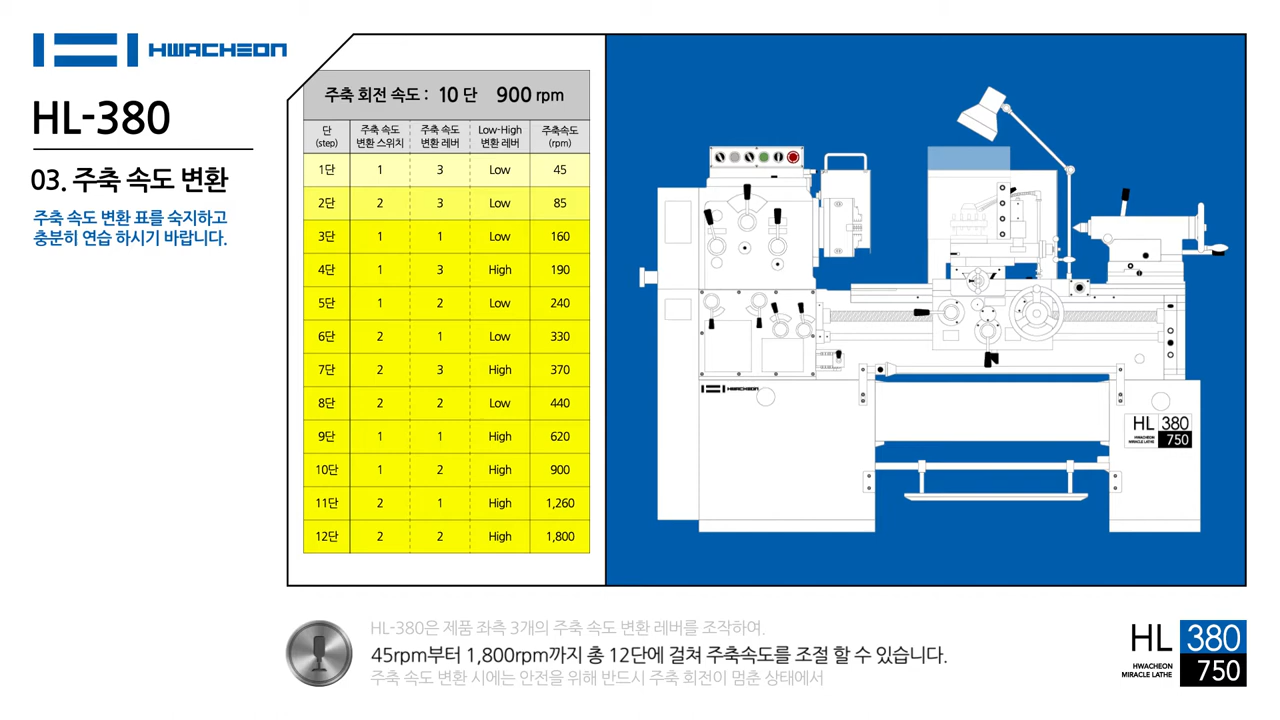 HWACHEON
HL-380
03. 주축 속도 변환
주축 속도 변환 표를 숙지하고
충분히 연습 하시기 바랍니다.
주축 회전 속도 : 10 단 900 rpm
단 (step) 주축 속도 변환 스위치 주축 속도 변환 레버 Low-High 변환 레버 주축속도 (rpm)
1단 1 3 Low 45
2단 2 3 Low 85
3단 1 1 Low 160
4단 1 3 High 190
5단 1 2 Low 240
6단 2 1 Low 330
7단 2 3 High 370
8단 2 2 Low 440
9단 1 1 High 620
10단 1 2 High 900
11단 2 1 High 1,260
12단 2 2 High 1,800
HWACHEON
HL 380
HWACHEON
MIRACLE LATHE 750
HL-380은 제품 좌측 3개의 주축 속도 변환 레버를 조작하여.
45rpm부터 1,800rpm까지 총 12단에 걸쳐 주축속도를 조절 할 수 있습니다.
주축 속도 변환 시에는 안전을 위해 반드시 주축 회전이 멈춘 상태에서
HL 380
HWACHEON
MIRACLE LATHE 750